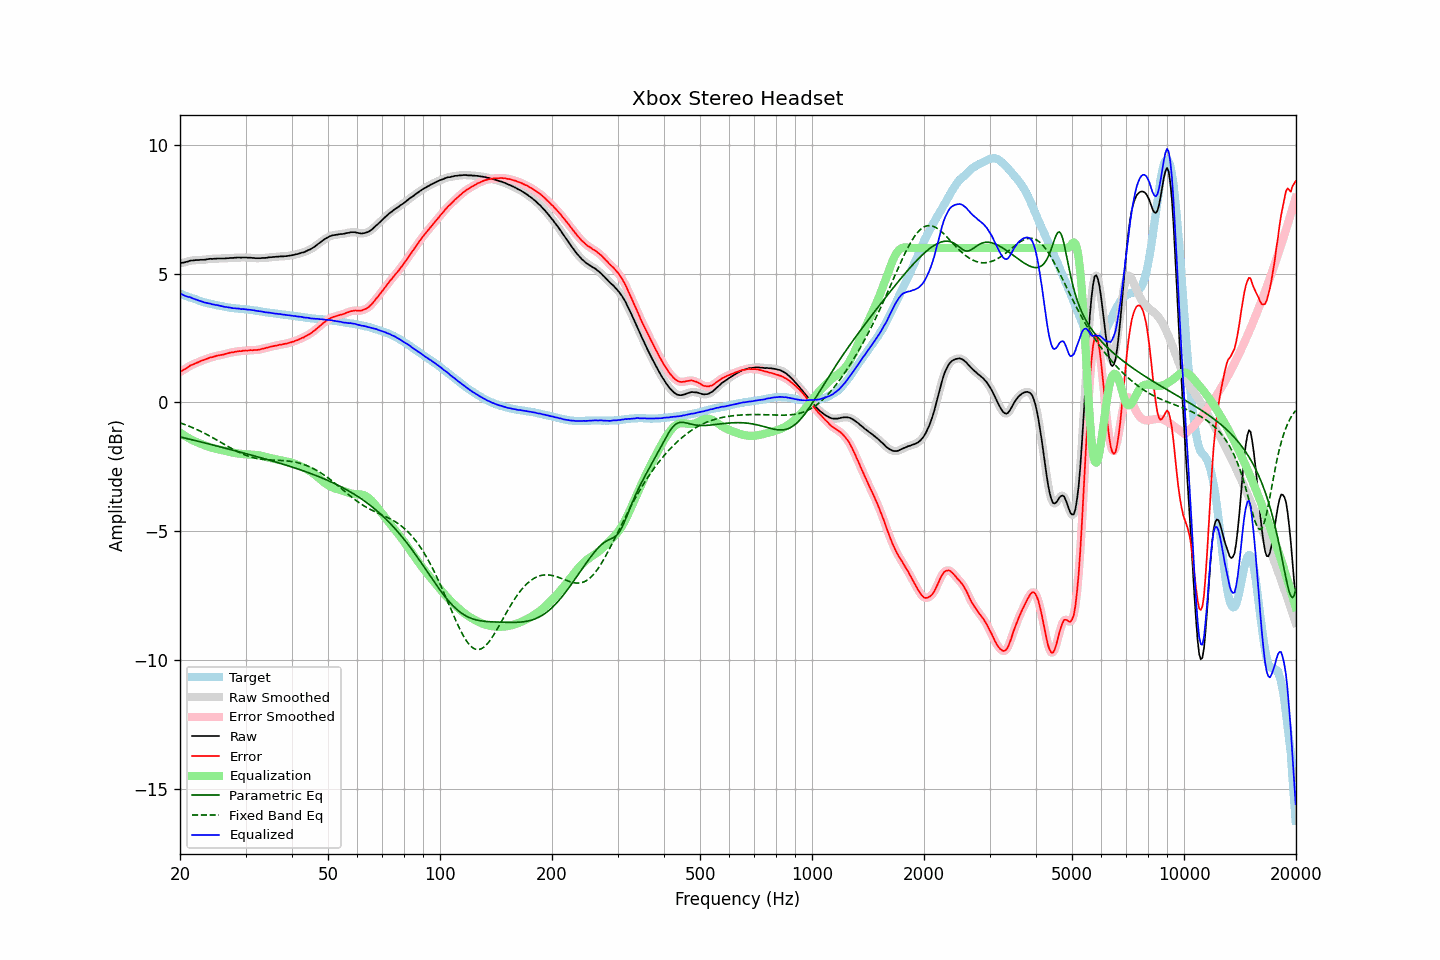 Xbox Stereo Headset
10
5
0
−5
−10
−15
Amplitude (dBr)
Target
Raw Smoothed
Error Smoothed
Raw
Error
Equalization
Parametric Eq
Fixed Band Eq
Equalized
20 50 100 200 500 1000 2000 5000 10000 20000
Frequency (Hz)